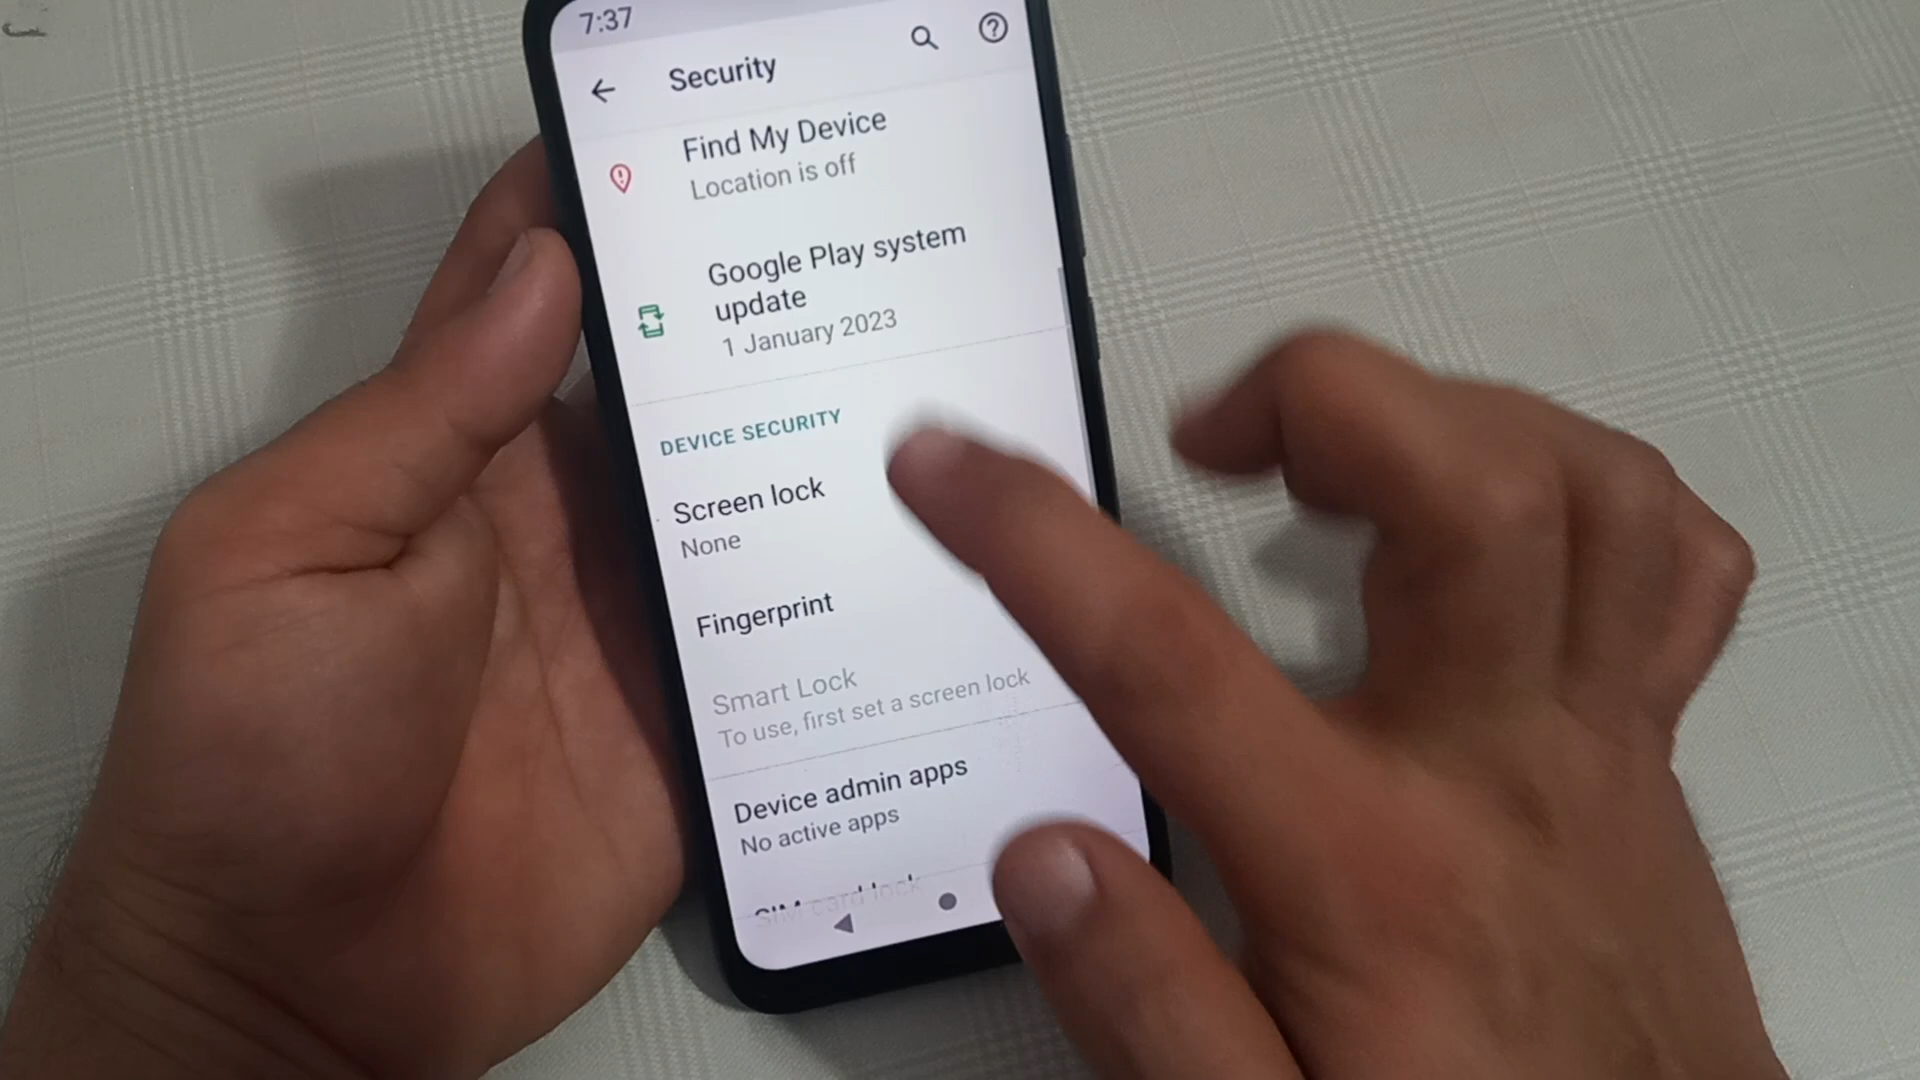 7:37
Security
Find My Device
Location is off
Google Play system
update
1 January 2023
DEVICE SECURITY
Screen lock
None
Fingerprint
Smart Lock
To use, first set a screen lock
Device admin apps
No active apps
SIM card lock